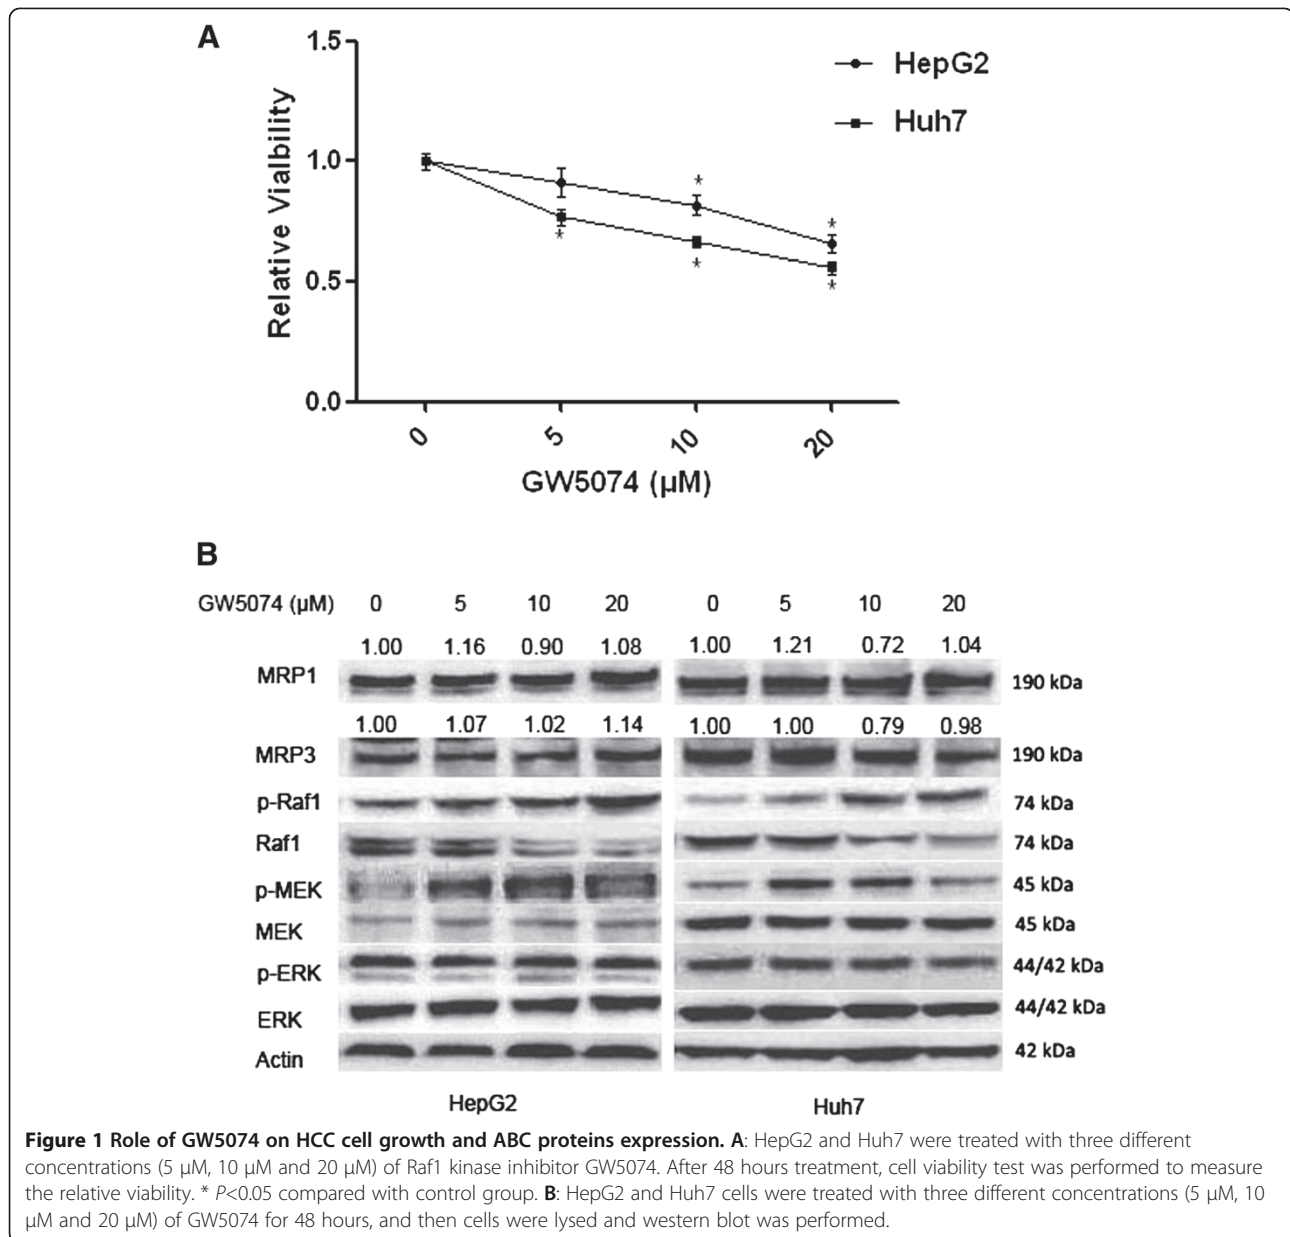 A
1.5
1.0
0.5
0.0
Relative Vialbility
HepG2
Huh7
*
*
*
*
*
0 5 10 20
GW5074 (µM)
B
GW5074 (µM) 0 5 10 20 0 5 10 20
1.00 1.16 0.90 1.08 1.00 1.21 0.72 1.04
MRP1 190 kDa
1.00 1.07 1.02 1.14 1.00 1.00 0.79 0.98
MRP3 190 kDa
p-Raf1 74 kDa
Raf1 74 kDa
p-MEK 45 kDa
MEK 45 kDa
p-ERK 44/42 kDa
ERK 44/42 kDa
Actin 42 kDa
HepG2 Huh7
Figure 1 Role of GW5074 on HCC cell growth and ABC proteins expression. A: HepG2 and Huh7 were treated with three different
concentrations (5 µM, 10 µM and 20 µM) of Raf1 kinase inhibitor GW5074. After 48 hours treatment, cell viability test was performed to measure
the relative viability. * P<0.05 compared with control group. B: HepG2 and Huh7 cells were treated with three different concentrations (5 µM, 10
µM and 20 µM) of GW5074 for 48 hours, and then cells were lysed and western blot was performed.